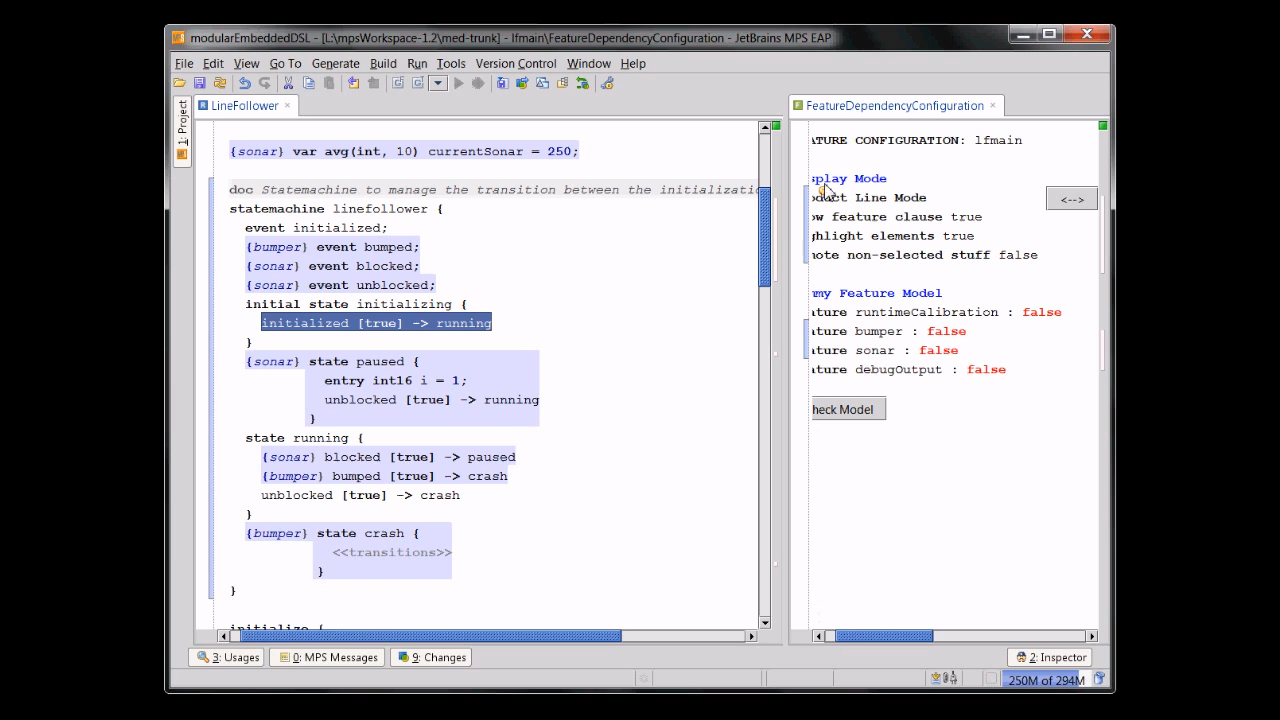 modularEmbeddedDSL - [L:\mpsWorkspace-1.2\med-trunk] - lfmain\FeatureDependencyConfiguration - JetBrains MPS EAP
File Edit View Go To Generate Build Run Tools Version Control Window Help
1: Project
LineFollower
{sonar} var avg(int, 10) currentSonar = 250;
doc Statemachine to manage the transition between the initializatio
statemachine linefollower {
event initialized;
{bumper} event bumped;
{sonar} event blocked;
{sonar} event unblocked;
initial state initializing {
initialized [true] -> running
}
{sonar} state paused {
entry int16 i = 1;
unblocked [true] -> running
}
state running {
{sonar} blocked [true] -> paused
{bumper} bumped [true] -> crash
unblocked [true] -> crash
}
{bumper} state crash {
<<transitions>>
}
}
initialize {
FeatureDependencyConfiguration
ATURE CONFIGURATION: lfmain
splay Mode
oduct Line Mode
<-->
ow feature clause true
ghlight elements true
mote non-selected stuff false
mmy Feature Model
ature runtimeCalibration : false
ature bumper : false
ature sonar : false
ature debugOutput : false
heck Model
3: Usages 0: MPS Messages 9: Changes 2: Inspector
250M of 294M